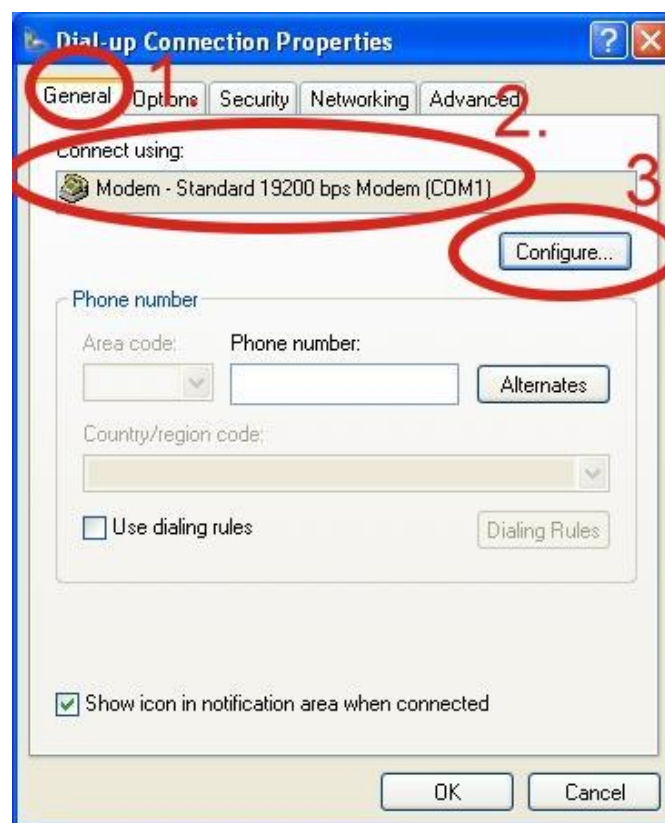 Dial-up Connection Properties
1
General Options Security Networking Advanced
2.
Connect using:
Modem - Standard 19200 bps Modem (COM1)
3
Configure...
Phone number
Area code: Phone number:
Alternates
Country/region code:
Use dialing rules Dialing Rules
Show icon in notification area when connected
OK Cancel